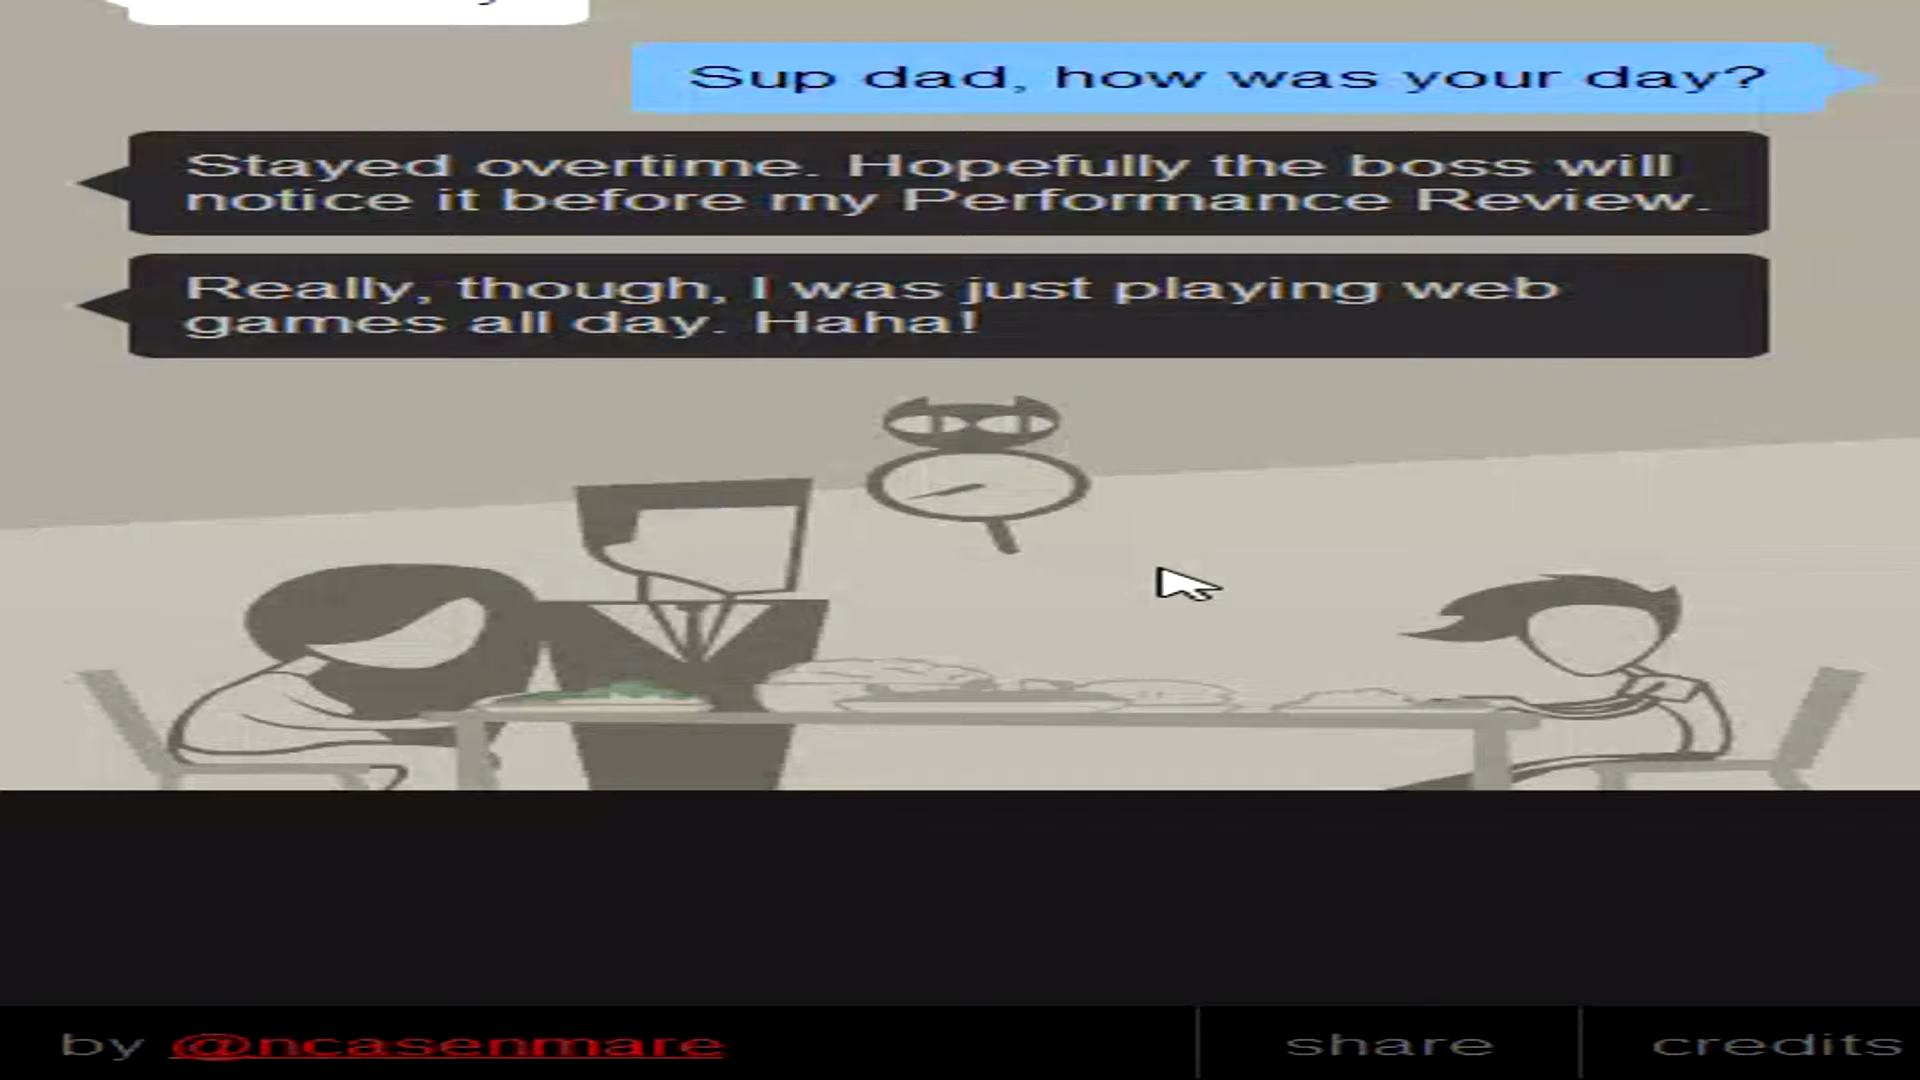 Sup dad, how was your day?
Stayed overtime. Hopefully the boss will
notice it before my Performance Review.
Really, though, I was just playing web
games all day. Haha!
by @ncasenmare
share
credits